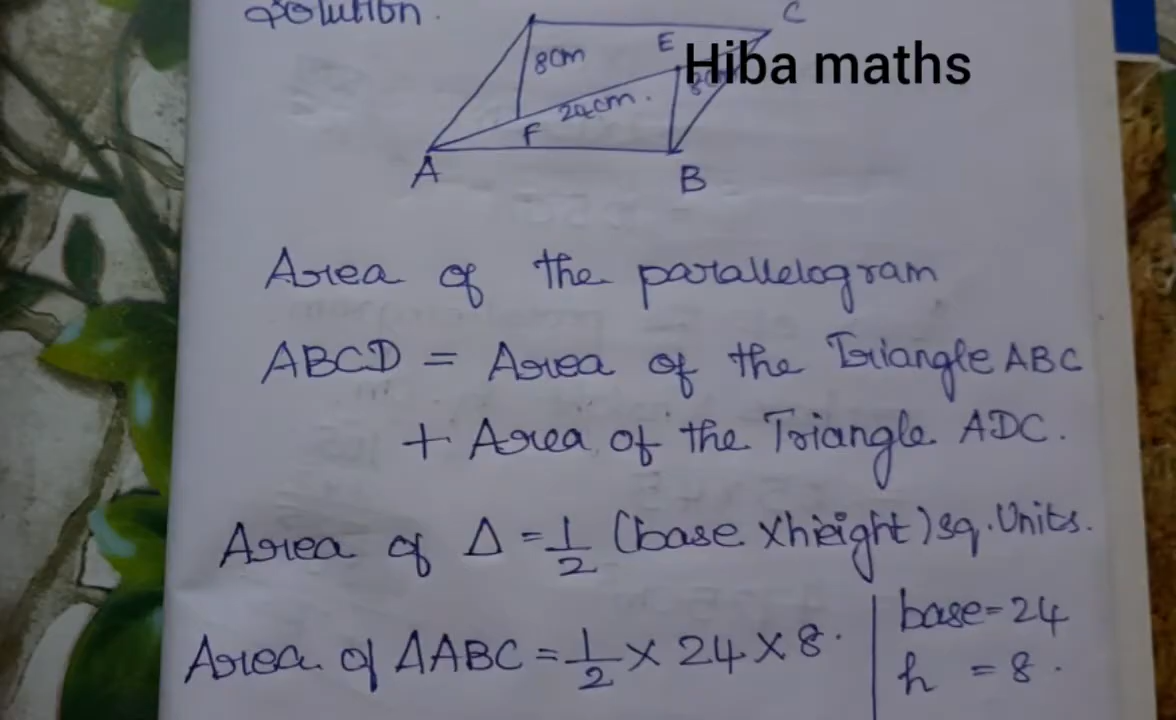 Solution.
C
8cm
E
Hiba maths
24cm.
F
A
B
Area of the parallelogram
ABCD = Area of the Triangle ABC
+ Area of the Triangle ADC.
Area of Δ = 1/2 (base x hieght) sq. Units.
base = 24
Area of ΔABC = 1/2 × 24 × 8.
h = 8.